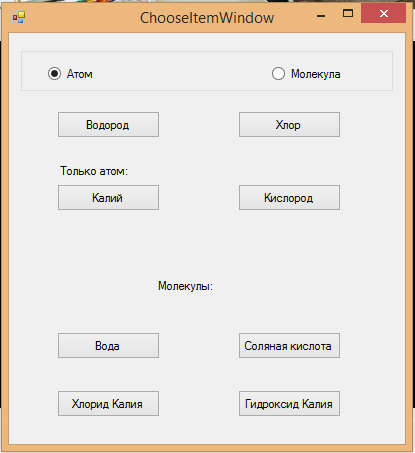 ChooseItemWindow
Атом Молекула
Водород Хлор
Только атом:
Калий Кислород
Молекулы:
Вода Соляная кислота
Хлорид Калия Гидроксид Калия